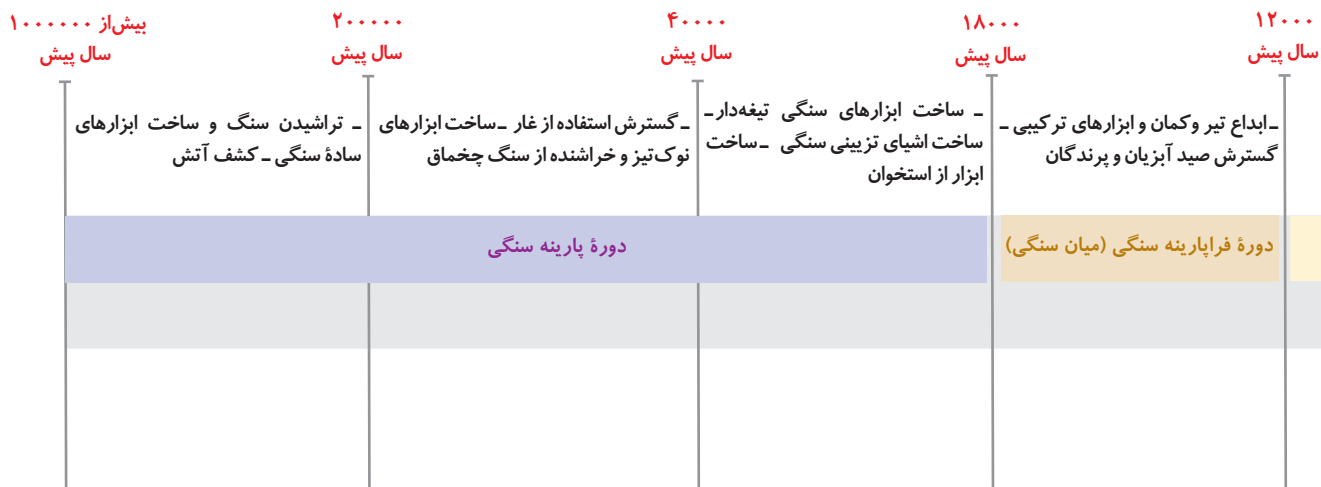 بیش‌از ۱۰۰۰۰۰۰
سال پیش
۲۰۰۰۰۰
سال پیش
۴۰۰۰۰
سال پیش
۱۸۰۰۰
سال پیش
۱۲۰۰۰
سال پیش
ـ تراشیدن سنگ و ساخت ابزارهای
سادهٔ سنگی ـ کشف آتش
ـ گسترش استفاده از غار ـ ساخت ابزارهای
نوک‌تیز و خراشنده از سنگ چخماق
ـ ساخت ابزارهای سنگی تیغه‌دار ـ
ساخت اشیای تزیینی سنگی ـ ساخت
ابزار از استخوان
ـ ابداع تیر وکمان و ابزارهای ترکیبی ـ
گسترش صید آبزیان و پرندگان
دورهٔ پارینه سنگی
دورهٔ فراپارینه سنگی (میان سنگی)